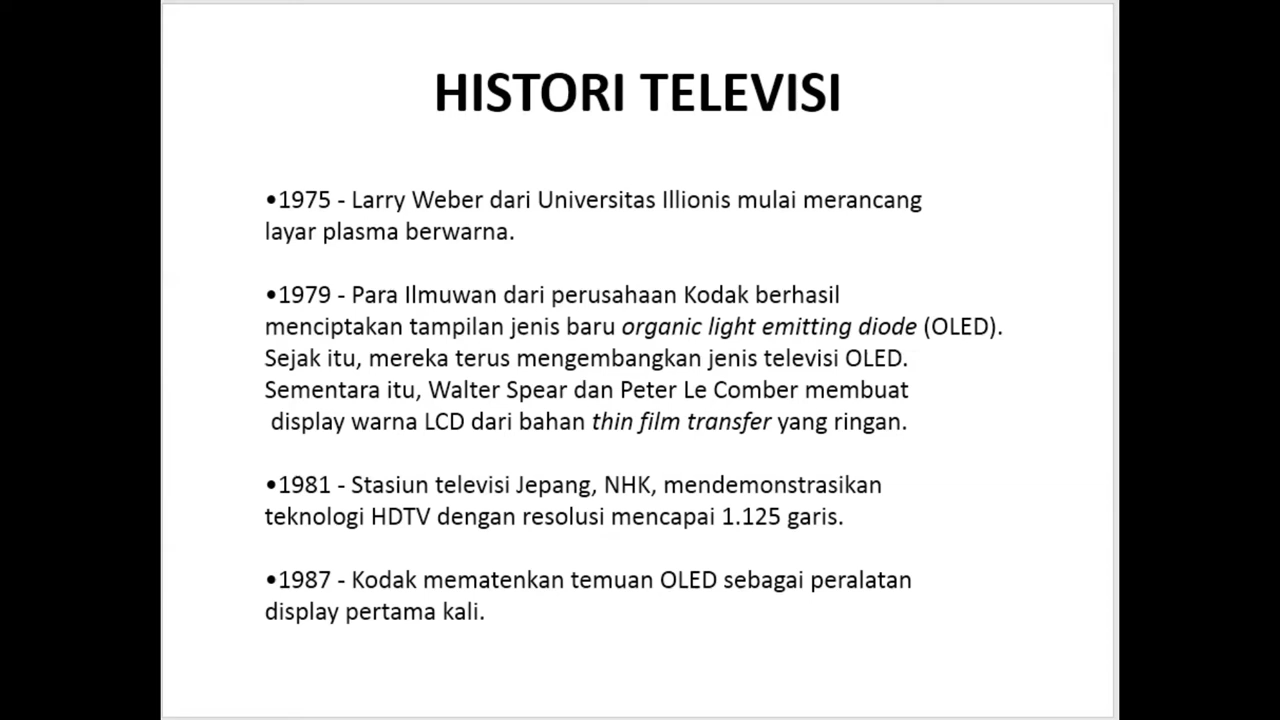 HISTORI TELEVISI
•1975 - Larry Weber dari Universitas Illionis mulai merancang
layar plasma berwarna.
•1979 - Para Ilmuwan dari perusahaan Kodak berhasil
menciptakan tampilan jenis baru organic light emitting diode (OLED).
Sejak itu, mereka terus mengembangkan jenis televisi OLED.
Sementara itu, Walter Spear dan Peter Le Comber membuat
display warna LCD dari bahan thin film transfer yang ringan.
•1981 - Stasiun televisi Jepang, NHK, mendemonstrasikan
teknologi HDTV dengan resolusi mencapai 1.125 garis.
•1987 - Kodak mematenkan temuan OLED sebagai peralatan
display pertama kali.